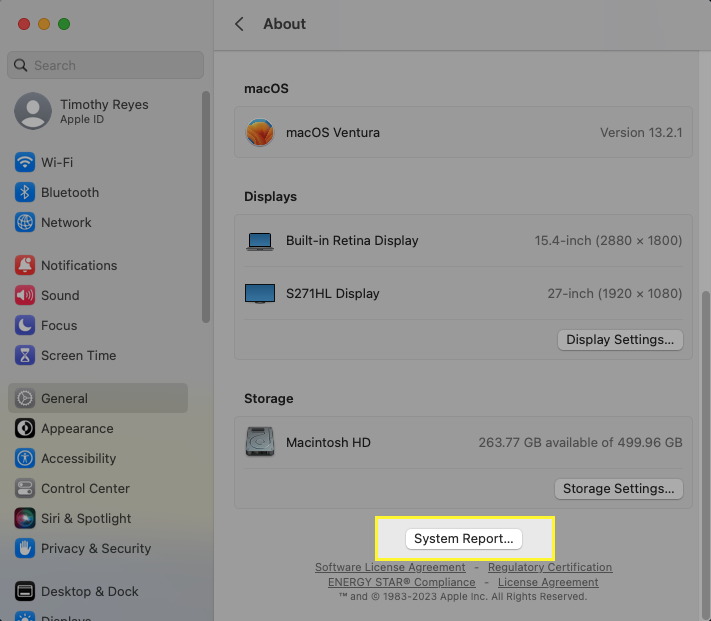 About
Search
Timothy Reyes
Apple ID
Wi-Fi
Bluetooth
Network
Notifications
Sound
Focus
Screen Time
General
Appearance
Accessibility
Control Center
Siri & Spotlight
Privacy & Security
Desktop & Dock
Displays
macOS
macOS Ventura Version 13.2.1
Displays
Built-in Retina Display 15.4-inch (2880 × 1800)
S271HL Display 27-inch (1920 × 1080)
Display Settings...
Storage
Macintosh HD 263.77 GB available of 499.96 GB
Storage Settings...
System Report...
Software License Agreement - Regulatory Certification
ENERGY STAR® Compliance - License Agreement
™ and © 1983-2023 Apple Inc. All Rights Reserved.